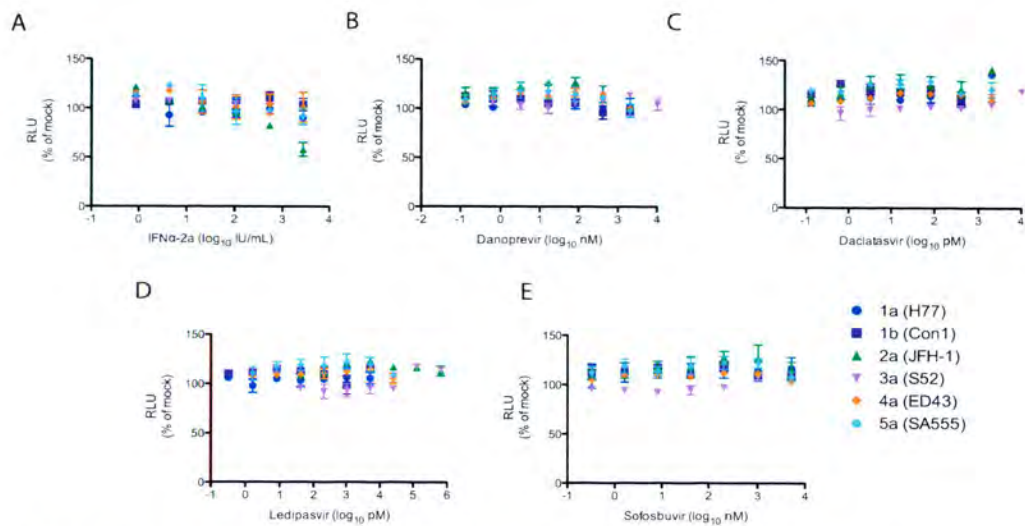 A
150
100
50
0
RLU
(% of mock)
-1 0 1 2 3 4
IFNα-2a (log10 IU/mL)
B
150
100
50
0
RLU
(% of mock)
-2 -1 0 1 2 3 4
Danoprevir (log10 nM)
C
150
100
50
0
RLU
(% of mock)
-1 0 1 2 3 4
Daclatasvir (log10 pM)
D
150
100
50
0
RLU
(% of mock)
-1 0 1 2 3 4 5 6
Ledipasvir (log10 pM)
E
150
100
50
0
RLU
(% of mock)
-1 0 1 2 3 4
Sofosbuvir (log10 nM)
1a (H77)
1b (Con1)
2a (JFH-1)
3a (S52)
4a (ED43)
5a (SA555)